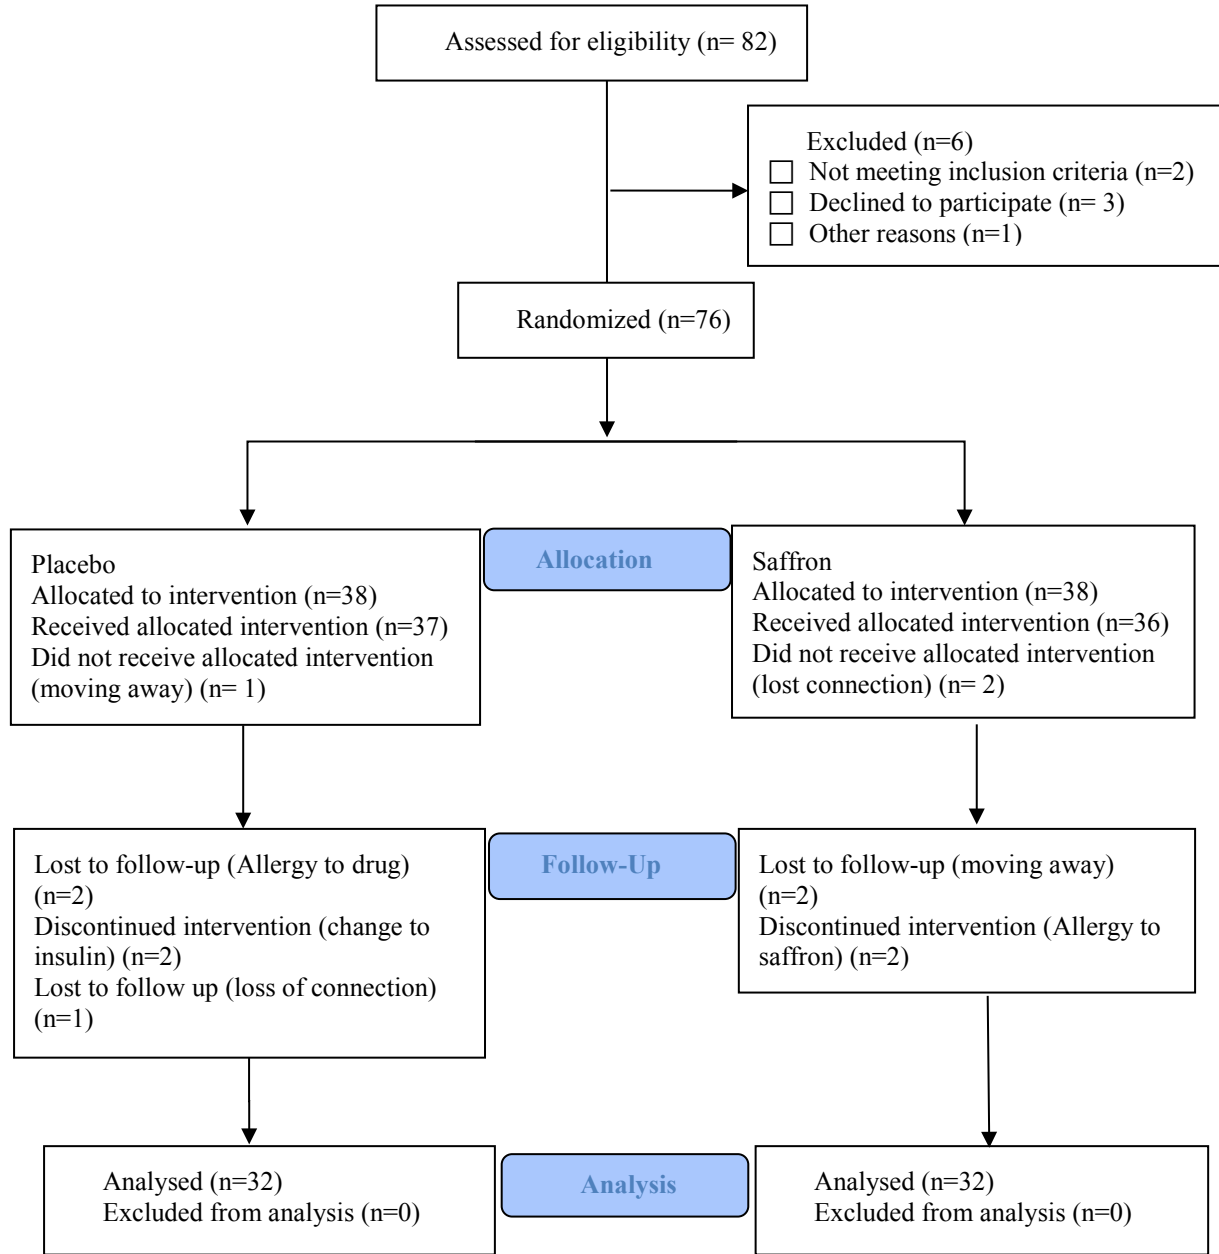 Assessed for eligibility (n= 82)
Excluded (n=6)
☐ Not meeting inclusion criteria (n=2)
☐ Declined to participate (n= 3)
☐ Other reasons (n=1)
Randomized (n=76)
Allocation
Placebo
Allocated to intervention (n=38)
Received allocated intervention (n=37)
Did not receive allocated intervention
(moving away) (n= 1)
Saffron
Allocated to intervention (n=38)
Received allocated intervention (n=36)
Did not receive allocated intervention
(lost connection) (n= 2)
Follow-Up
Lost to follow-up (Allergy to drug)
(n=2)
Discontinued intervention (change to
insulin) (n=2)
Lost to follow up (loss of connection)
(n=1)
Lost to follow-up (moving away)
(n=2)
Discontinued intervention (Allergy to
saffron) (n=2)
Analysis
Analysed (n=32)
Excluded from analysis (n=0)
Analysed (n=32)
Excluded from analysis (n=0)